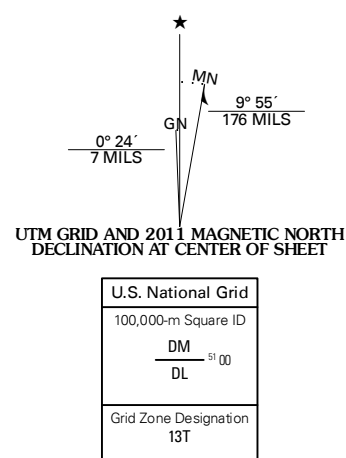 ★
MN
9° 55´
176 MILS
GN
0° 24´
7 MILS
UTM GRID AND 2011 MAGNETIC NORTH
DECLINATION AT CENTER OF SHEET
U.S. National Grid
100,000-m Square ID
DM
51 00
DL
Grid Zone Designation
13T